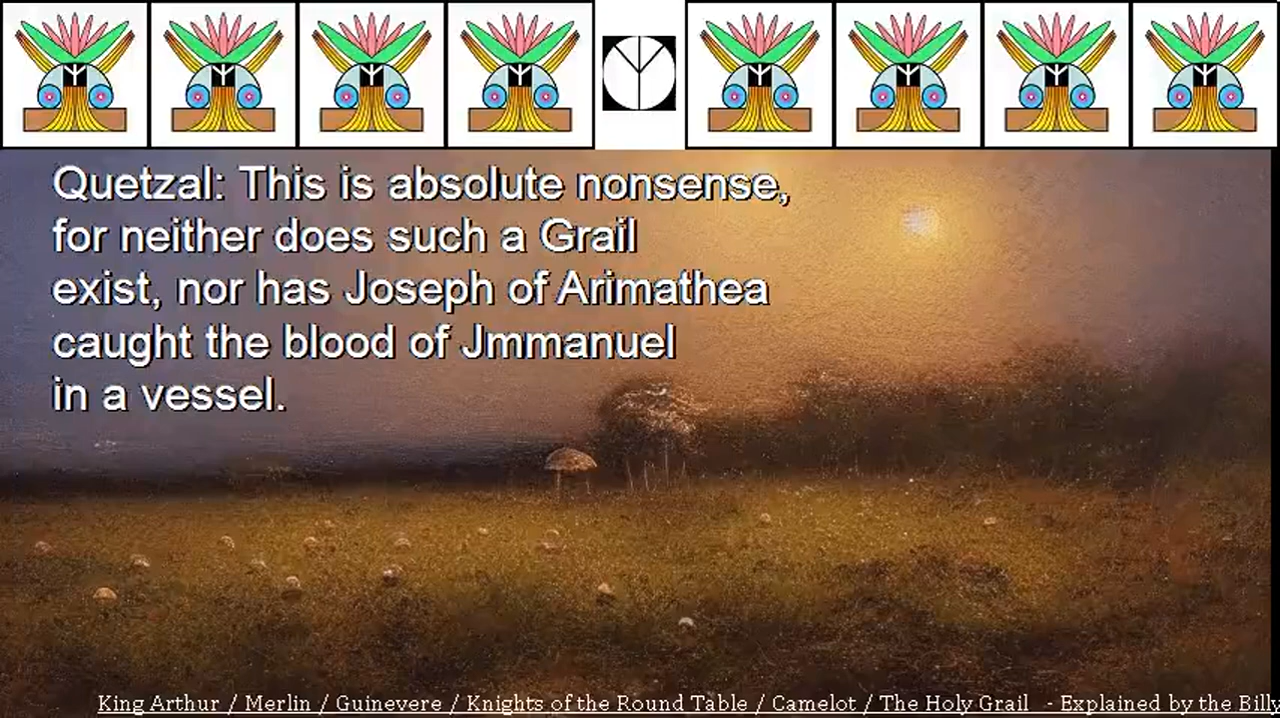 Quetzal: This is absolute nonsense,
for neither does such a Grail
exist, nor has Joseph of Arimathea
caught the blood of Jmmanuel
in a vessel.
King Arthur / Merlin / Guinevere / Knights of the Round Table / Camelot / The Holy Grail - Explained by the Billy